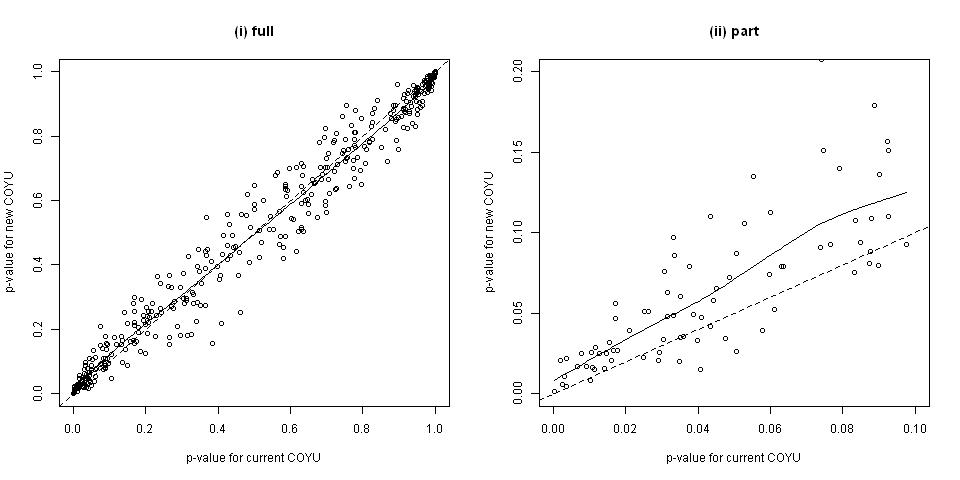 (i) full
1.0
0.8
0.6
0.4
0.2
0.0
p-value for new COYU
0.0 0.2 0.4 0.6 0.8 1.0
p-value for current COYU
(ii) part
0.20
0.15
0.10
0.05
0.00
p-value for new COYU
0.00 0.02 0.04 0.06 0.08 0.10
p-value for current COYU